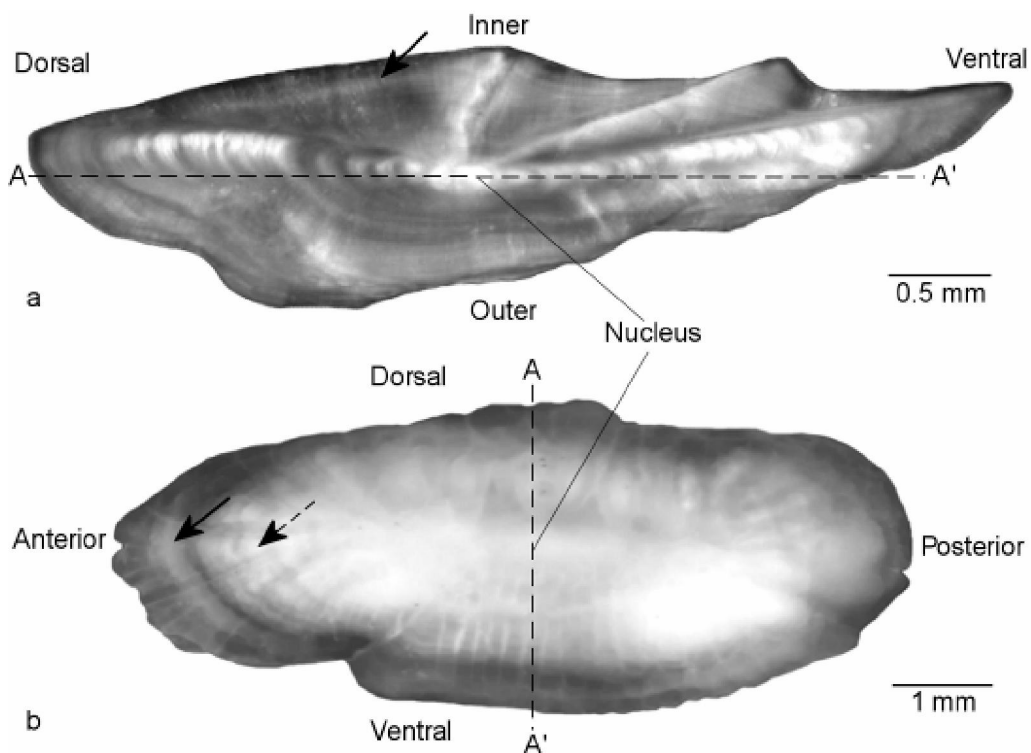 Inner
Dorsal
Ventral
A
A'
0.5 mm
a
Outer
Nucleus
Dorsal
A
Anterior
Posterior
1 mm
b
Ventral
A'